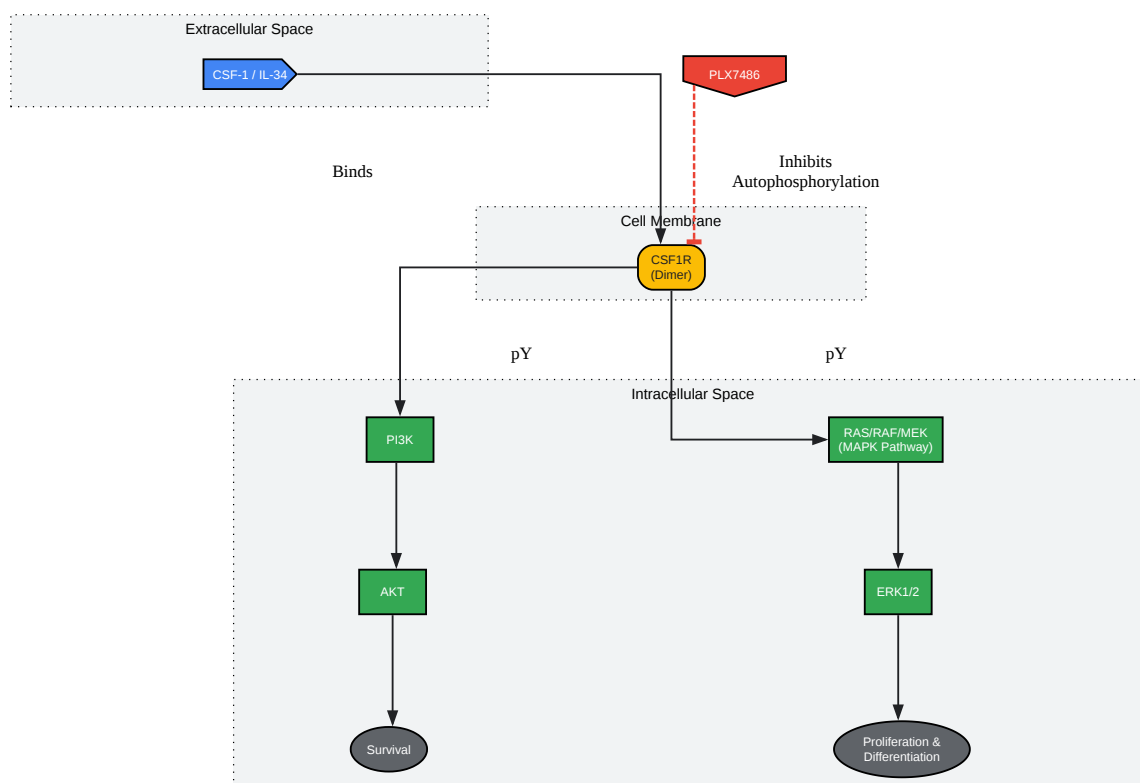 Extracellular Space
CSF-1 / IL-34
PLX7486
Binds
Inhibits
Autophosphorylation
Cell Membrane
CSF1R
(Dimer)
pY
pY
Intracellular Space
PI3K
RAS/RAF/MEK
(MAPK Pathway)
AKT
ERK1/2
Survival
Proliferation &
Differentiation